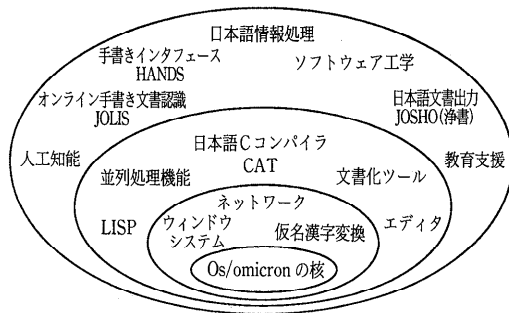 日本語情報処理
手書きインタフェース
HANDS
ソフトウェア工学
オンライン手書き文書認識
JOLIS
日本語文書出力
JOSHO(浄書)
人工知能
教育支援
日本語Cコンパイラ
CAT
並列処理機能
文書化ツール
LISP
エディタ
ネットワーク
ウィンドウ
システム
仮名漢字変換
Os/omicronの核